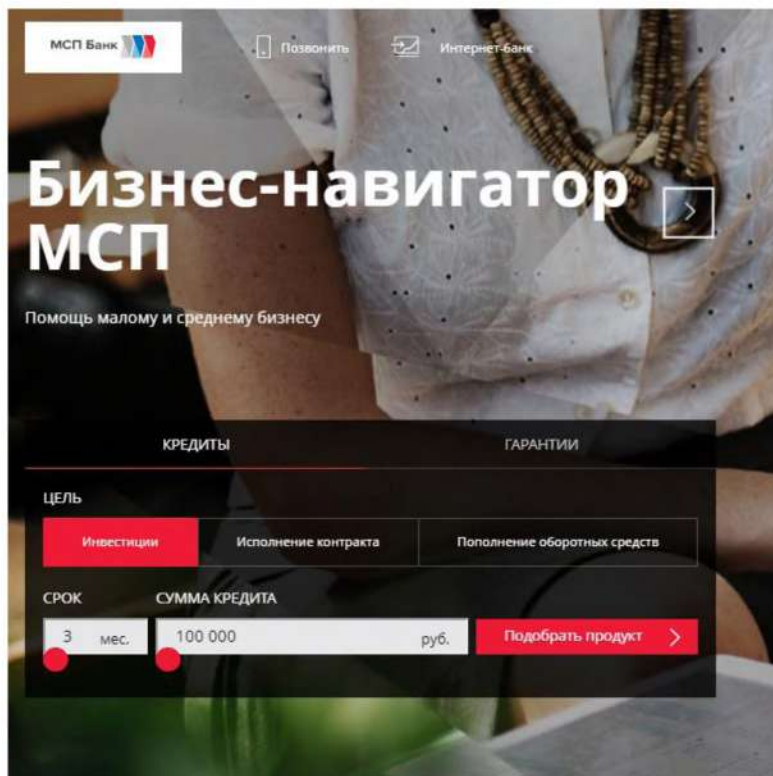 МСП Банк
Позвонить
Интернет-банк
Бизнес-навигатор
МСП
Помощь малому и среднему бизнесу
КРЕДИТЫ
ГАРАНТИИ
ЦЕЛЬ
Инвестиции
Исполнение контракта
Пополнение оборотных средств
СРОК
СУММА КРЕДИТА
3 мес.
100 000 руб.
Подобрать продукт